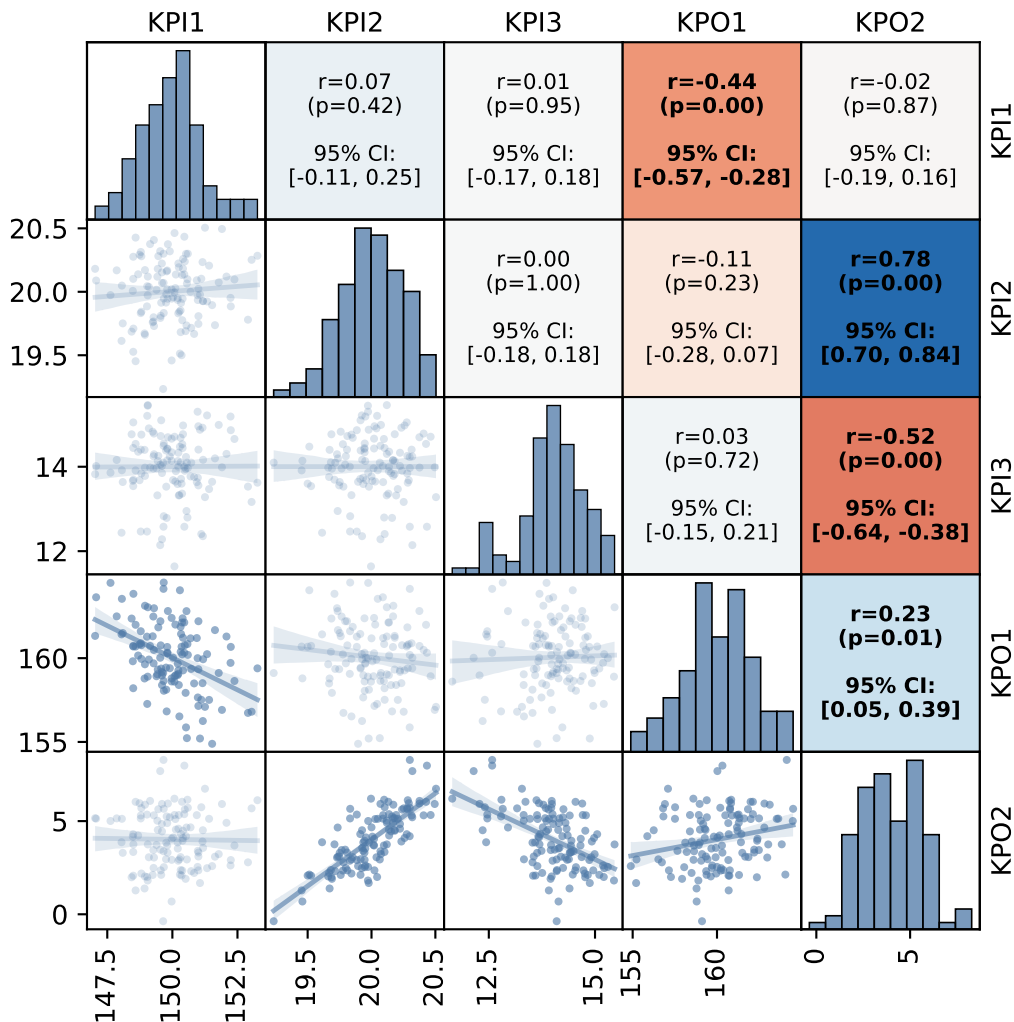 KPI1 KPI2 KPI3 KPO1 KPO2
r=0.07 r=0.01 r=-0.44 r=-0.02
(p=0.42) (p=0.95) (p=0.00) (p=0.87)
95% CI: 95% CI: 95% CI: 95% CI:
[-0.11, 0.25] [-0.17, 0.18] [-0.57, -0.28] [-0.19, 0.16]
KPI1
20.5
20.0
19.5
r=0.00 r=-0.11 r=0.78
(p=1.00) (p=0.23) (p=0.00)
95% CI: 95% CI: 95% CI:
[-0.18, 0.18] [-0.28, 0.07] [0.70, 0.84]
KPI2
14
12
r=0.03 r=-0.52
(p=0.72) (p=0.00)
95% CI: 95% CI:
[-0.15, 0.21] [-0.64, -0.38]
KPI3
160
155
r=0.23
(p=0.01)
95% CI:
[0.05, 0.39]
KPO1
5
0
KPO2
147.5 150.0 152.5 19.5 20.0 20.5 12.5 15.0 155 160 0 5